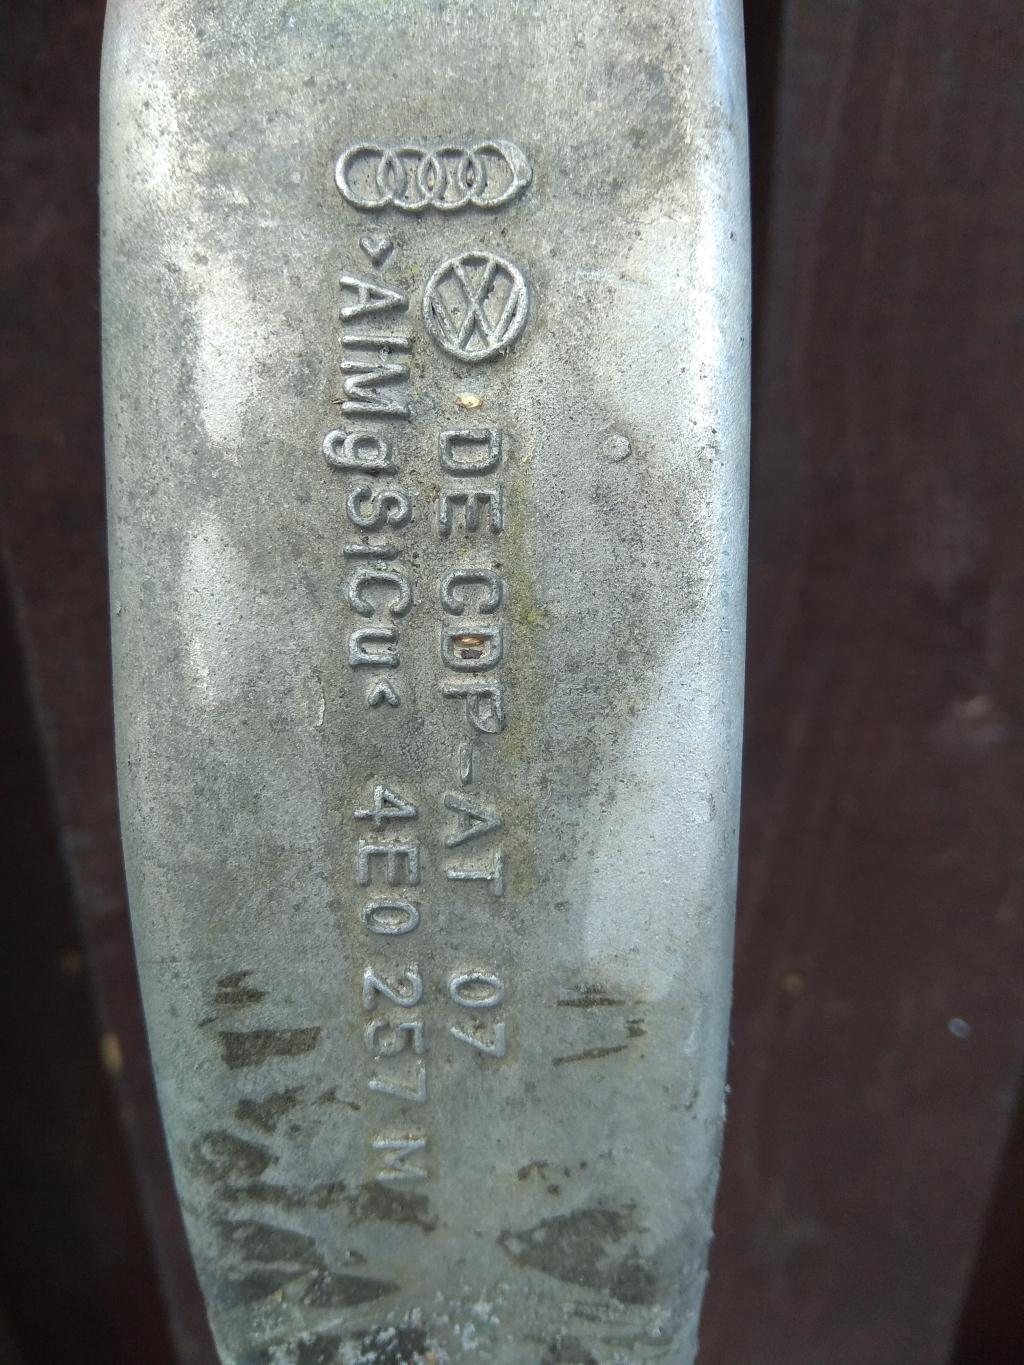 DE CDP-AT 07
>AlMgSiCu< 4E0 257 M